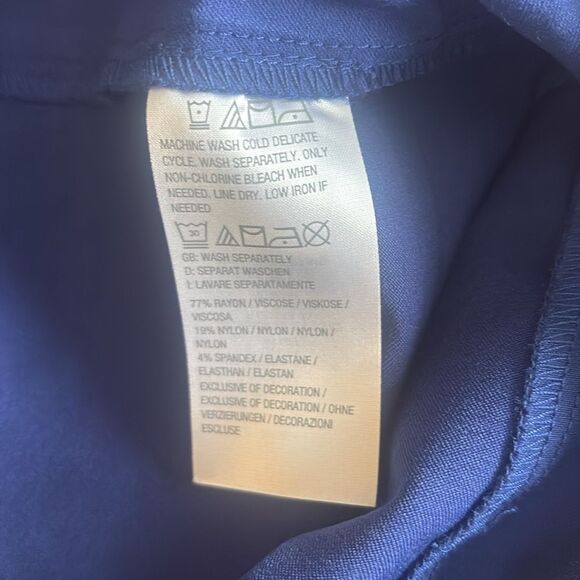 MACHINE WASH COLD DELICATE
CYCLE. WASH SEPARATELY. ONLY
NON-CHLORINE BLEACH WHEN
NEEDED. LINE DRY. LOW IRON IF
NEEDED
30
GB: WASH SEPARATELY
D: SEPARAT WASCHEN
I: LAVARE SEPARATAMENTE
77% RAYON / VISCOSE / VISKOSE /
VISCOSA
19% NYLON / NYLON / NYLON /
NYLON
4% SPANDEX / ELASTANE /
ELASTHAN / ELASTAN
EXCLUSIVE OF DECORATION /
EXCLUSIVE OF DECORATION / OHNE
VERZIERUNGEN / DECORAZIONI
ESCLUSE